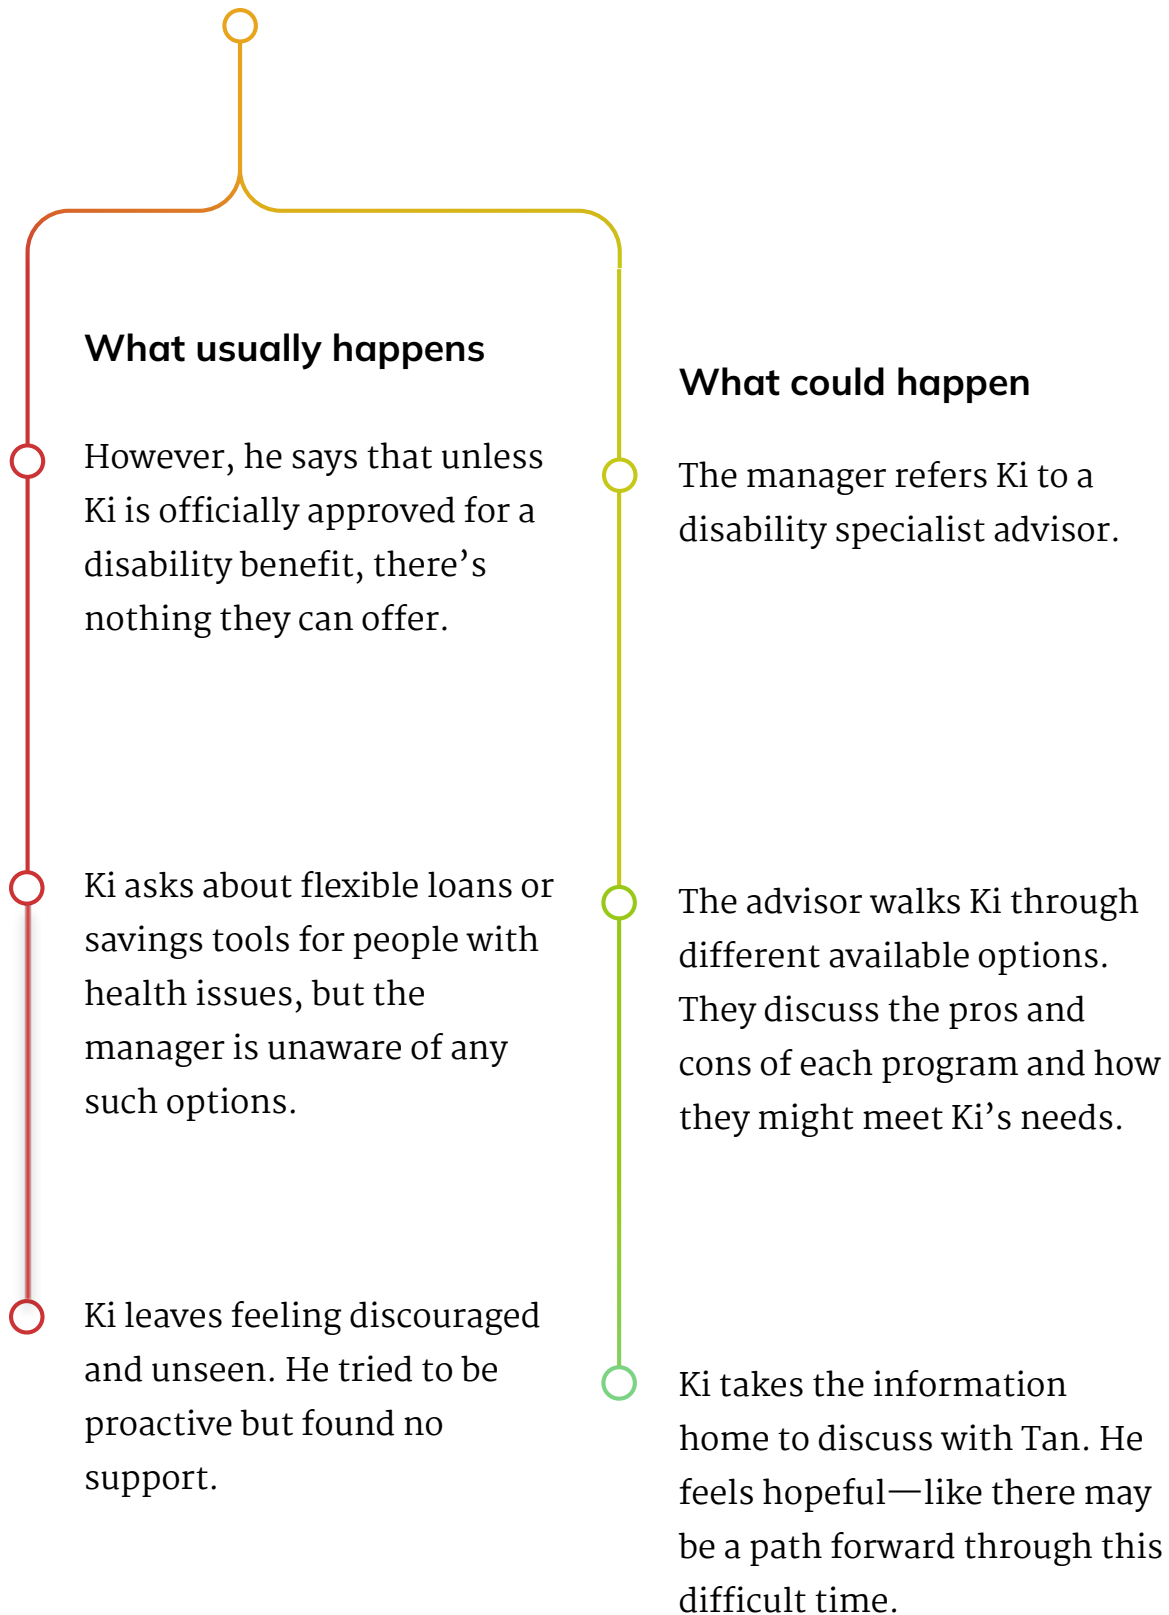 What usually happens
However, he says that unless
Ki is officially approved for a
disability benefit, there’s
nothing they can offer.
Ki asks about flexible loans or
savings tools for people with
health issues, but the
manager is unaware of any
such options.
Ki leaves feeling discouraged
and unseen. He tried to be
proactive but found no
support.
What could happen
The manager refers Ki to a
disability specialist advisor.
The advisor walks Ki through
different available options.
They discuss the pros and
cons of each program and how
they might meet Ki’s needs.
Ki takes the information
home to discuss with Tan. He
feels hopeful—like there may
be a path forward through this
difficult time.